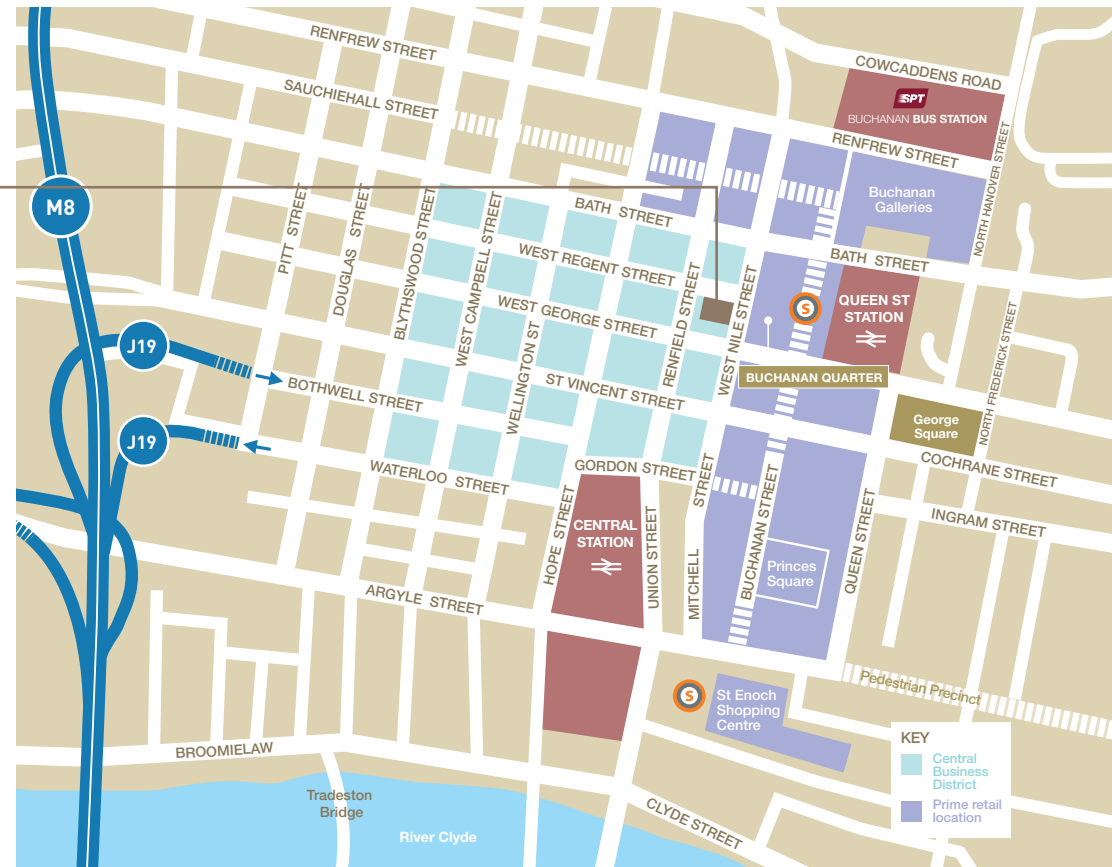 RENFREW STREET
COWCADDENS ROAD
SPT
BUCHANAN BUS STATION
SAUCHIEHALL STREET
RENFREW STREET
NORTH HANOVER STREET
Buchanan
Galleries
M8
PITT STREET
DOUGLAS STREET
BLYTHSWOOD STREET
WEST CAMPBELL STREET
BATH STREET
BATH STREET
WEST REGENT STREET
WEST GEORGE STREET
WELLINGTON ST
RENFIELD STREET
WEST NILE STREET
S
QUEEN ST
STATION
NORTH FREDERICK STREET
J19
BOTHWELL STREET
ST VINCENT STREET
BUCHANAN QUARTER
George
Square
J19
WATERLOO STREET
GORDON STREET
COCHRANE STREET
HOPE STREET
CENTRAL
STATION
UNION STREET
MITCHELL STREET
BUCHANAN STREET
QUEEN STREET
INGRAM STREET
Princes
Square
ARGYLE STREET
Pedestrian Precinct
S
St Enoch
Shopping
Centre
BROOMIELAW
Tradeston
Bridge
River Clyde
CLYDE STREET
KEY
Central
Business
District
Prime retail
location